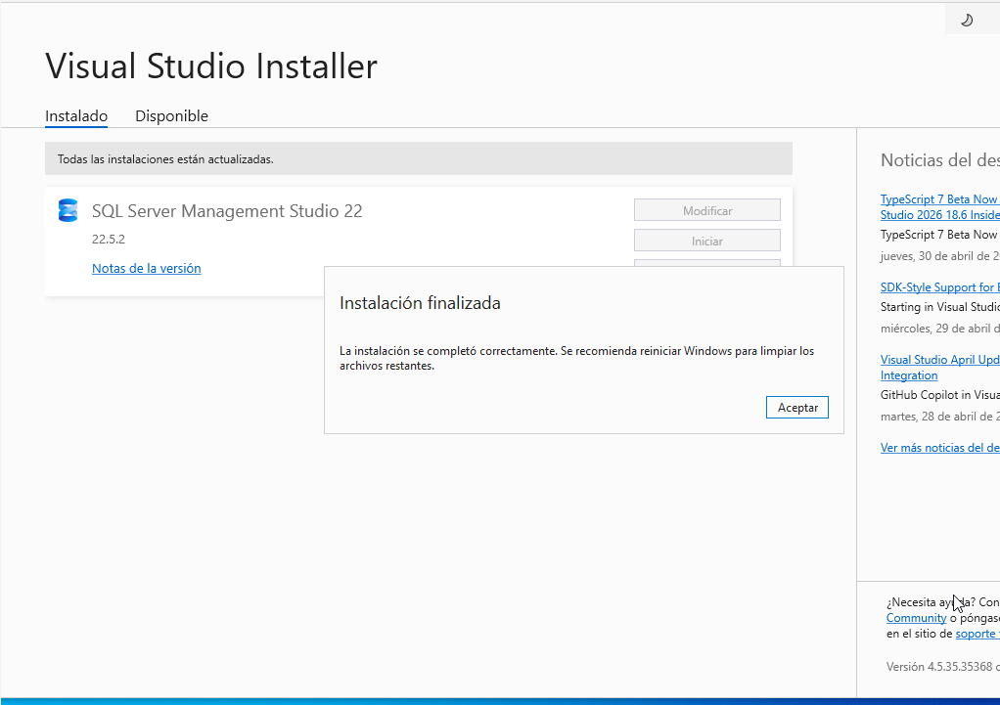 Visual Studio Installer
Instalado
Disponible
Todas las instalaciones están actualizadas.
SQL Server Management Studio 22
22.5.2
Notas de la versión
Modificar
Iniciar
Instalación finalizada
La instalación se completó correctamente. Se recomienda reiniciar Windows para limpiar los
archivos restantes.
Aceptar
Noticias del des
TypeScript 7 Beta Now
Studio 2026 18.6 Inside
TypeScript 7 Beta Now
jueves, 30 de abril de 2
SDK-Style Support for
Starting in Visual Studio
miércoles, 29 de abril d
Visual Studio April Upd
Integration
GitHub Copilot in Visua
martes, 28 de abril de 2
Ver más noticias del de
¿Necesita ayuda? Con
Community o póngase
en el sitio de soporte
Versión 4.5.35.35368